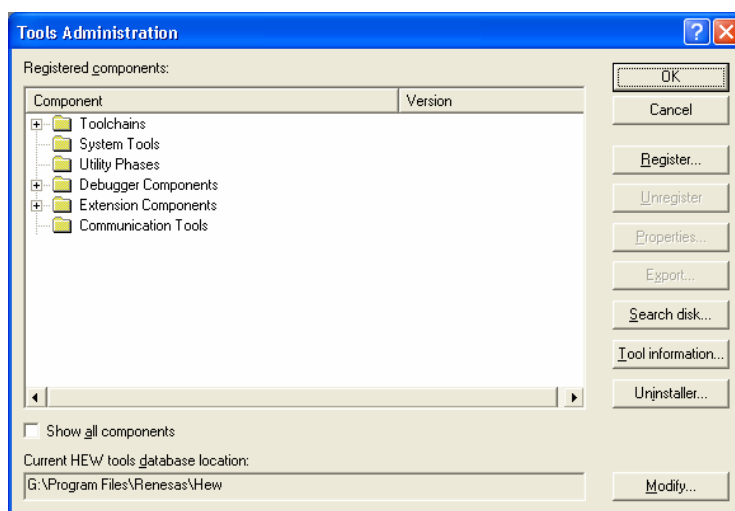 Tools Administration
Registered components:
Component Version
Toolchains
System Tools
Utility Phases
Debugger Components
Extension Components
Communication Tools
Show all components
Current HEW tools database location:
G:\Program Files\Renesas\Hew
OK
Cancel
Register...
Unregister
Properties...
Export...
Search disk...
Tool information...
Uninstaller...
Modify...